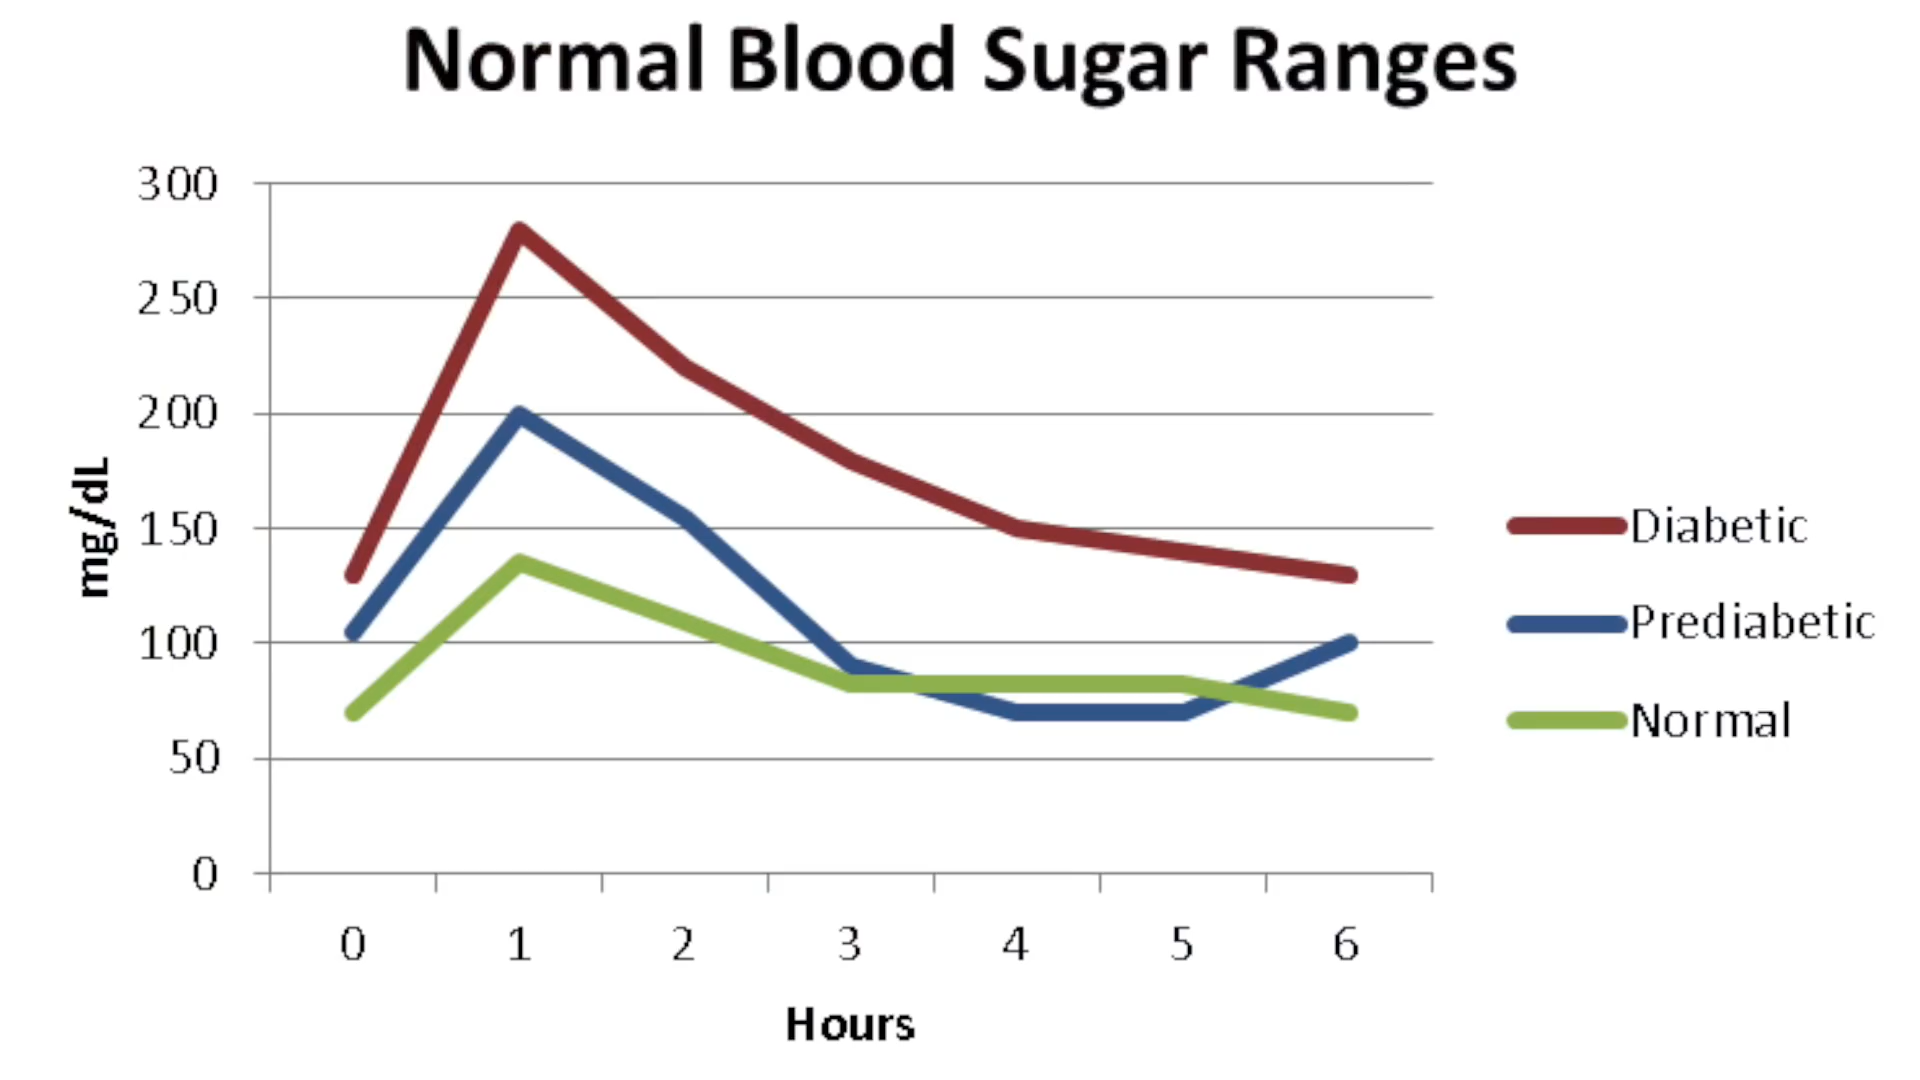 Normal Blood Sugar Ranges
300
250
200
150
100
50
0
mg/dL
0 1 2 3 4 5 6
Hours
Diabetic
Prediabetic
Normal